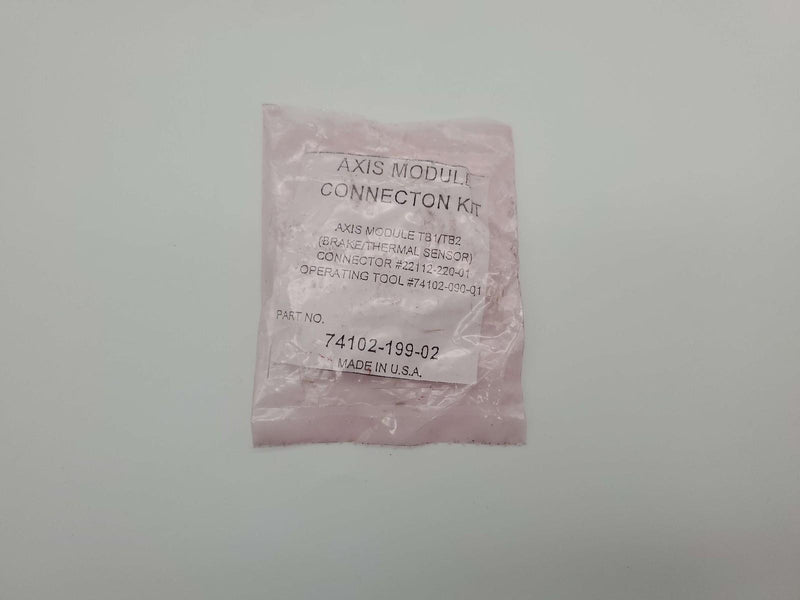 AXIS MODULE
CONNECTON KIT
AXIS MODULE TB1/TB2
(BRAKE/THERMAL SENSOR)
CONNECTOR #22112-220-01
OPERATING TOOL #74102-090-01
PART NO.
74102-199-02
MADE IN U.S.A.